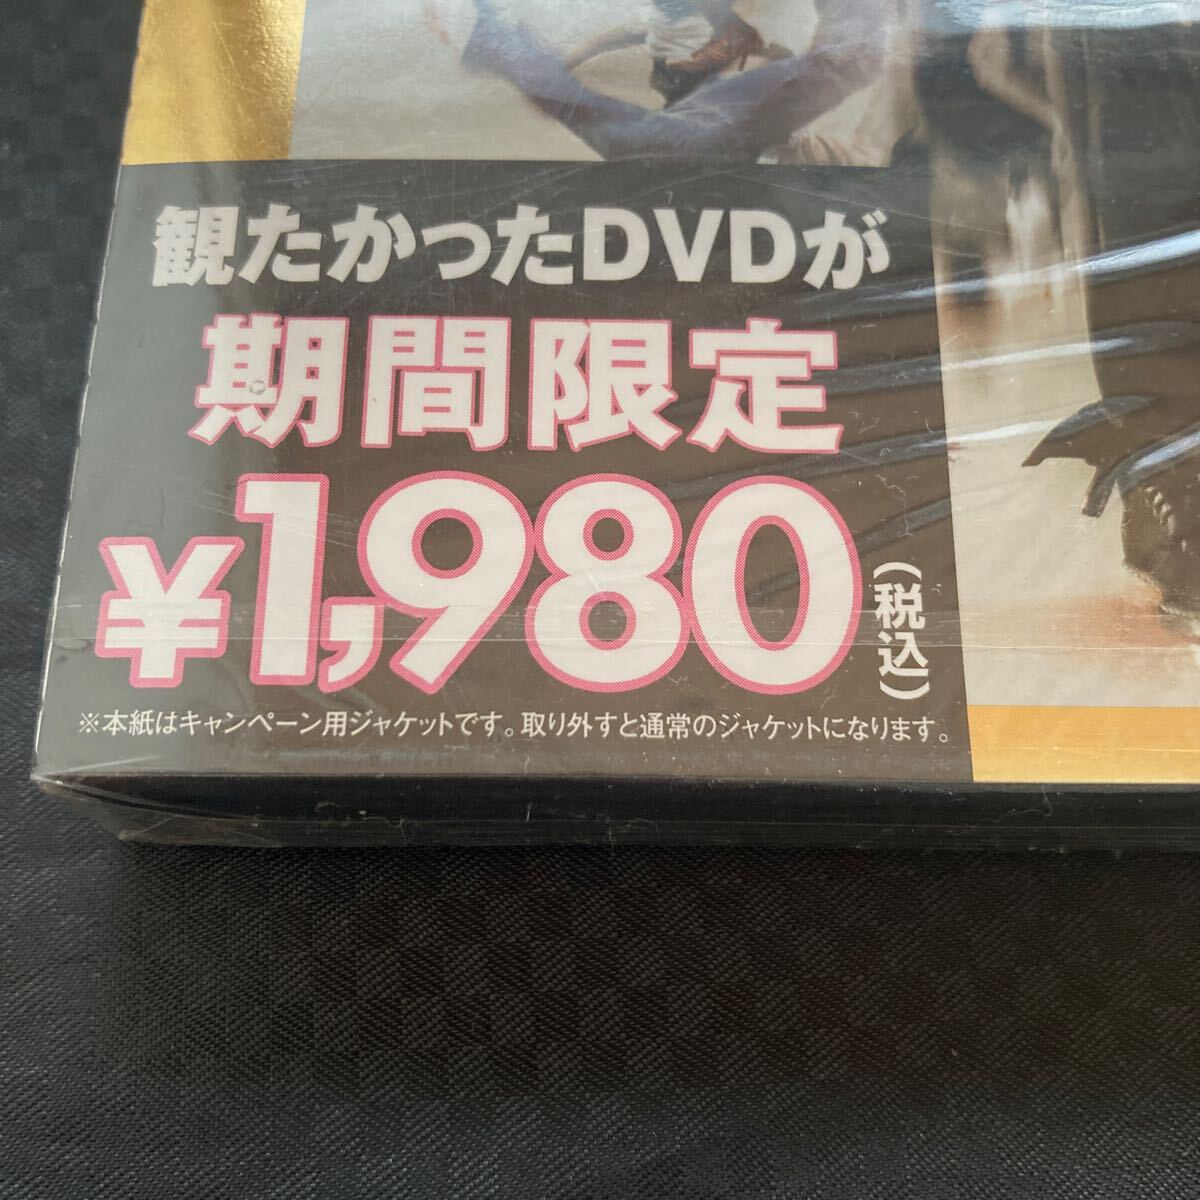 観たかったDVDが
期間限定
¥1,980(税込)
※本紙はキャンペーン用ジャケットです。取り外すと通常のジャケットになります。